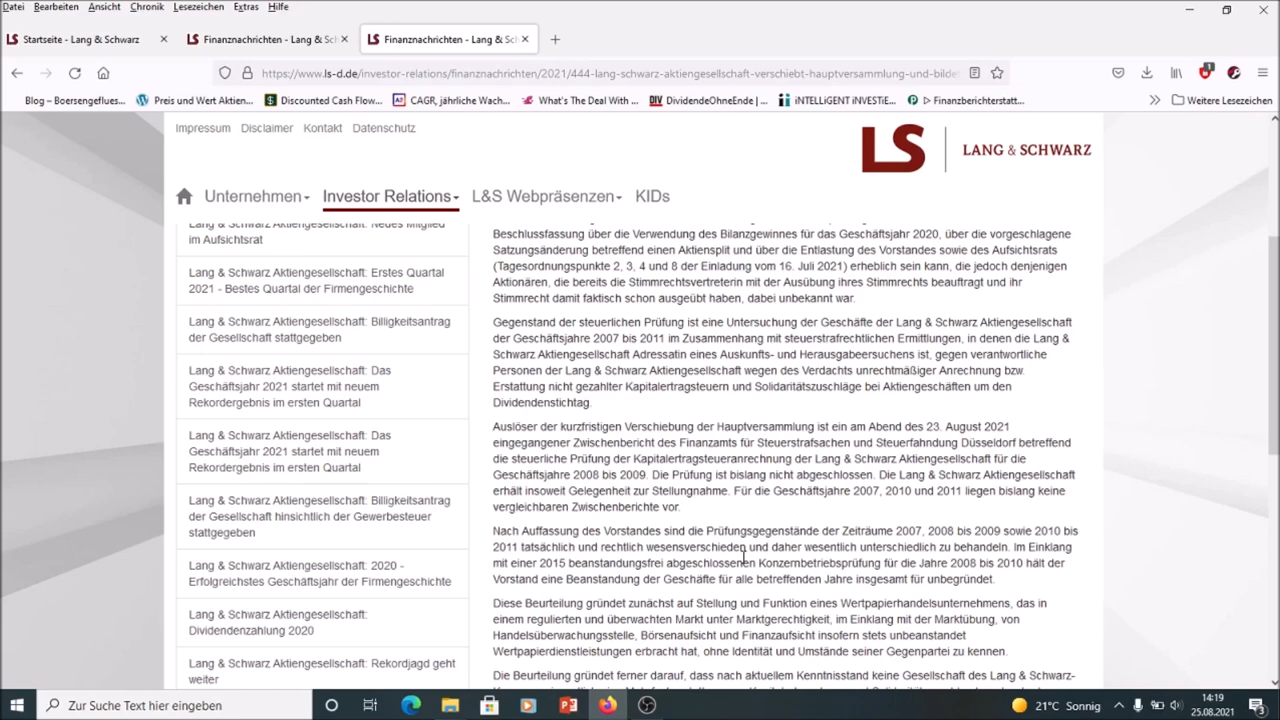 Datei Bearbeiten Ansicht Chronik Lesezeichen Extras Hilfe
Startseite - Lang & Schwarz
Finanznachrichten - Lang & Sch
Finanznachrichten - Lang & Sch
https://www.ls-d.de/investor-relations/finanznachrichten/2021/444-lang-schwarz-aktiengesellschaft-verschiebt-hauptversammlung-und-bilde
1
Blog – Boersengeflues...
Preis und Wert Aktien...
Discounted Cash Flow...
CAGR, jährliche Wach...
What's The Deal With ...
DividendeOhneEnde | ...
iNTELLiGENT iNVESTiE...
▷ Finanzberichterstatt...
Weitere Lesezeichen
Impressum Disclaimer Kontakt Datenschutz
LS LANG & SCHWARZ
Unternehmen Investor Relations L&S Webpräsenzen KIDs
Lang & Schwarz Aktiengesellschaft: Neues Mitglied
im Aufsichtsrat
Lang & Schwarz Aktiengesellschaft: Erstes Quartal
2021 - Bestes Quartal der Firmengeschichte
Lang & Schwarz Aktiengesellschaft: Billigkeitsantrag
der Gesellschaft stattgegeben
Lang & Schwarz Aktiengesellschaft: Das
Geschäftsjahr 2021 startet mit neuem
Rekordergebnis im ersten Quartal
Lang & Schwarz Aktiengesellschaft: Das
Geschäftsjahr 2021 startet mit neuem
Rekordergebnis im ersten Quartal
Lang & Schwarz Aktiengesellschaft: Billigkeitsantrag
der Gesellschaft hinsichtlich der Gewerbesteuer
stattgegeben
Lang & Schwarz Aktiengesellschaft: 2020 -
Erfolgreichstes Geschäftsjahr der Firmengeschichte
Lang & Schwarz Aktiengesellschaft:
Dividendenzahlung 2020
Lang & Schwarz Aktiengesellschaft: Rekordjagd geht
weiter
Beschlussfassung über die Verwendung des Bilanzgewinnes für das Geschäftsjahr 2020, über die vorgeschlagene
Satzungsänderung betreffend einen Aktiensplit und über die Entlastung des Vorstandes sowie des Aufsichtsrats
(Tagesordnungspunkte 2, 3, 4 und 8 der Einladung vom 16. Juli 2021) erheblich sein kann, die jedoch denjenigen
Aktionären, die bereits die Stimmrechtsvertreterin mit der Ausübung ihres Stimmrechts beauftragt und ihr
Stimmrecht damit faktisch schon ausgeübt haben, dabei unbekannt war.
Gegenstand der steuerlichen Prüfung ist eine Untersuchung der Geschäfte der Lang & Schwarz Aktiengesellschaft
der Geschäftsjahre 2007 bis 2011 im Zusammenhang mit steuerstrafrechtlichen Ermittlungen, in denen die Lang &
Schwarz Aktiengesellschaft Adressatin eines Auskunfts- und Herausgabeersuchens ist, gegen verantwortliche
Personen der Lang & Schwarz Aktiengesellschaft wegen des Verdachts unrechtmäßiger Anrechnung bzw.
Erstattung nicht gezahlter Kapitalertragsteuern und Solidaritätszuschläge bei Aktiengeschäften um den
Dividendenstichtag.
Auslöser der kurzfristigen Verschiebung der Hauptversammlung ist ein am Abend des 23. August 2021
eingegangener Zwischenbericht des Finanzamts für Steuerstrafsachen und Steuerfahndung Düsseldorf betreffend
die steuerliche Prüfung der Kapitalertragsteueranrechnung der Lang & Schwarz Aktiengesellschaft für die
Geschäftsjahre 2008 bis 2009. Die Prüfung ist bislang nicht abgeschlossen. Die Lang & Schwarz Aktiengesellschaft
erhält insoweit Gelegenheit zur Stellungnahme. Für die Geschäftsjahre 2007, 2010 und 2011 liegen bislang keine
vergleichbaren Zwischenberichte vor.
Nach Auffassung des Vorstandes sind die Prüfungsgegenstände der Zeiträume 2007, 2008 bis 2009 sowie 2010 bis
2011 tatsächlich und rechtlich wesensverschieden und daher wesentlich unterschiedlich zu behandeln. Im Einklang
mit einer 2015 beanstandungsfrei abgeschlossenen Konzernbetriebsprüfung für die Jahre 2008 bis 2010 hält der
Vorstand eine Beanstandung der Geschäfte für alle betreffenden Jahre insgesamt für unbegründet.
Diese Beurteilung gründet zunächst auf Stellung und Funktion eines Wertpapierhandelsunternehmens, das in
einem regulierten und überwachten Markt unter Marktgerechtigkeit, im Einklang mit der Marktübung, von
Handelsüberwachungsstelle, Börsenaufsicht und Finanzaufsicht insofern stets unbeanstandet
Wertpapierdienstleistungen erbracht hat, ohne Identität und Umstände seiner Gegenpartei zu kennen.
Die Beurteilung gründet ferner darauf, dass nach aktuellem Kenntnisstand keine Gesellschaft des Lang & Schwarz-
Zur Suche Text hier eingeben
21°C Sonnig
14:19
25.08.2021
3